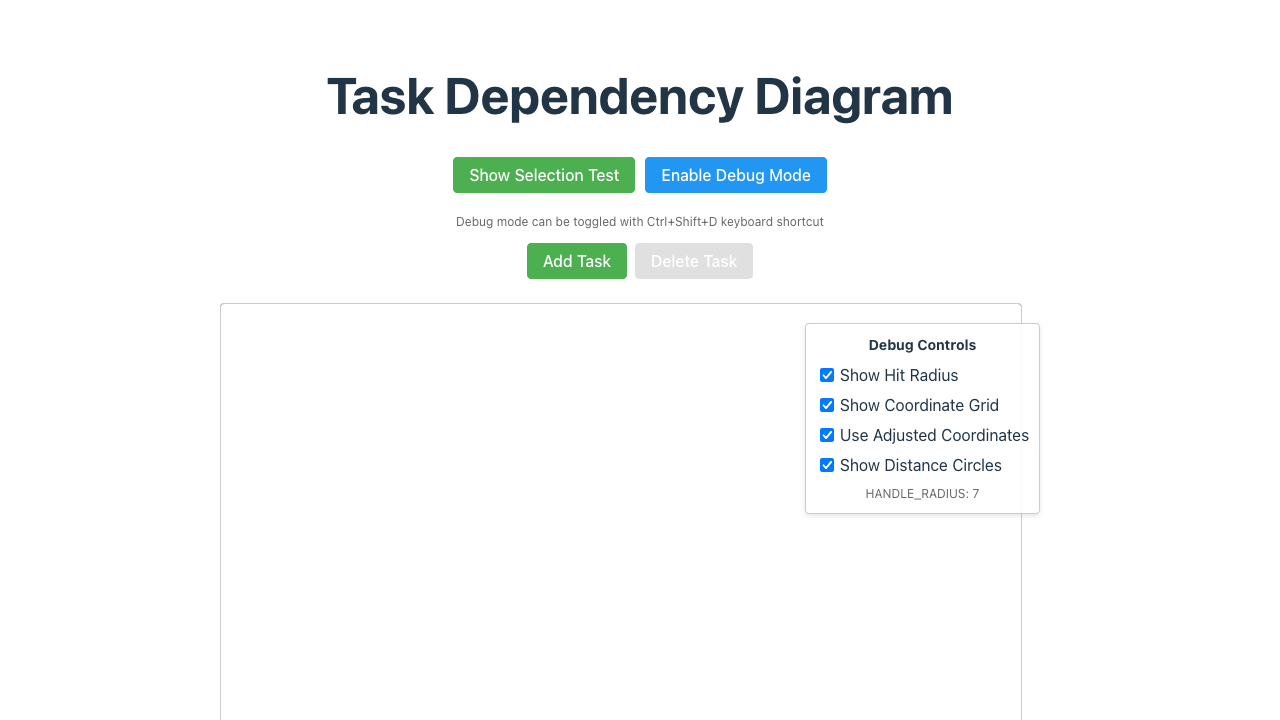 Task Dependency Diagram
Show Selection Test
Enable Debug Mode
Debug mode can be toggled with Ctrl+Shift+D keyboard shortcut
Add Task
Delete Task
Debug Controls
Show Hit Radius
Show Coordinate Grid
Use Adjusted Coordinates
Show Distance Circles
HANDLE_RADIUS: 7